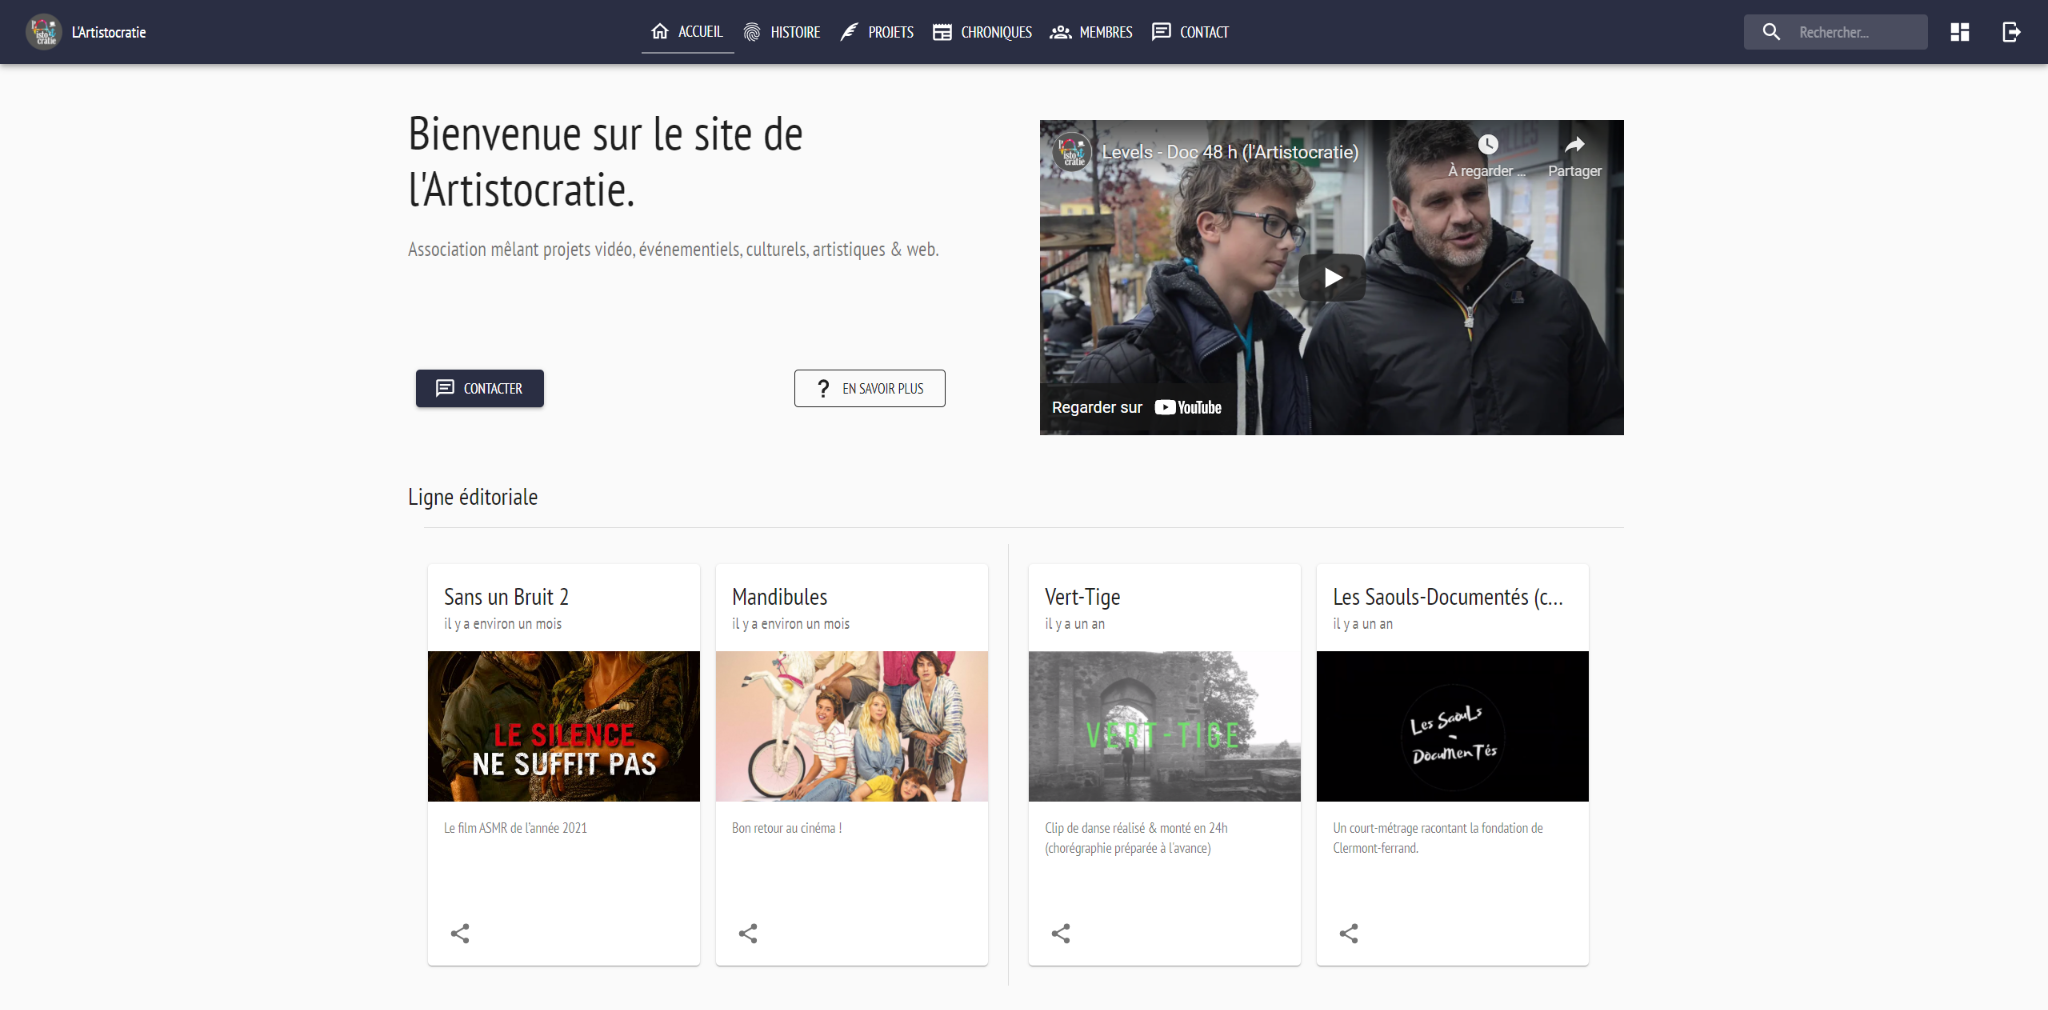 L'Artistocratie
ACCUEIL
HISTOIRE
PROJETS
CHRONIQUES
MEMBRES
CONTACT
Rechercher...
Bienvenue sur le site de
l'Artistocratie.
Association mêlant projets vidéo, événementiels, culturels, artistiques & web.
CONTACTER
? EN SAVOIR PLUS
Levels - Doc 48 h (l'Artistocratie)
À regarder ...
Partager
Regarder sur YouTube
Ligne éditoriale
Sans un Bruit 2
il y a environ un mois
LE SILENCE
NE SUFFIT PAS
Le film ASMR de l'année 2021
Mandibules
il y a environ un mois
Bon retour au cinéma !
Vert-Tige
il y a un an
VERT-TIGE
Clip de danse réalisé & monté en 24h
(chorégraphie préparée à l'avance)
Les Saouls-Documentés (c...
il y a un an
Les Saouls
-
Documentés
Un court-métrage racontant la fondation de
Clermont-ferrand.